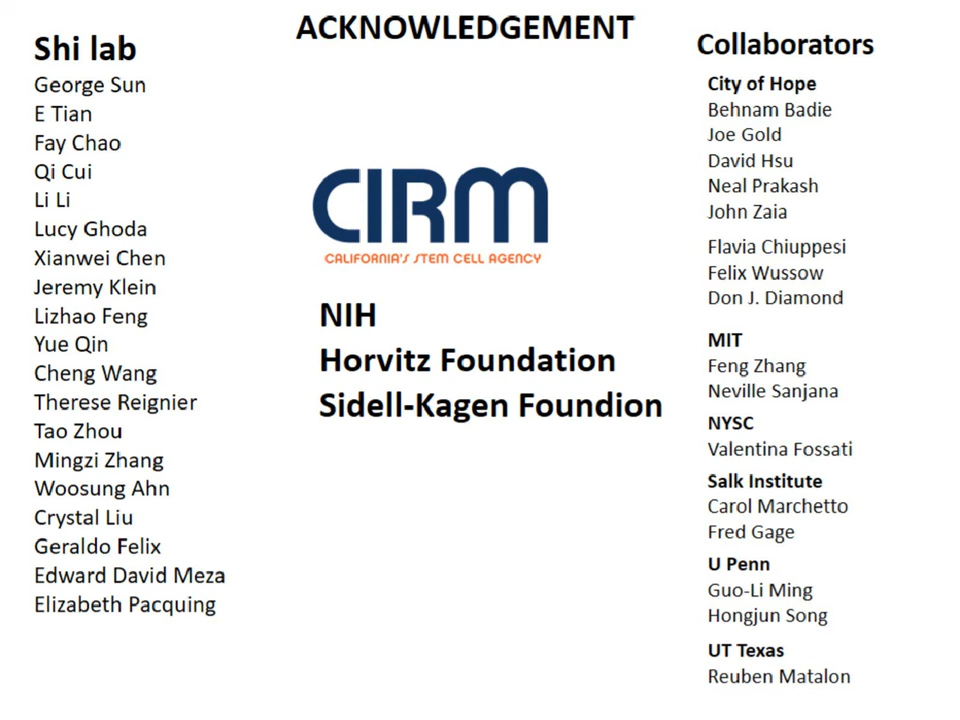 ACKNOWLEDGEMENT
Shi lab
George Sun
E Tian
Fay Chao
Qi Cui
Li Li
Lucy Ghoda
Xianwei Chen
Jeremy Klein
Lizhao Feng
Yue Qin
Cheng Wang
Therese Reignier
Tao Zhou
Mingzi Zhang
Woosung Ahn
Crystal Liu
Geraldo Felix
Edward David Meza
Elizabeth Pacquing
CIRM
CALIFORNIA'S STEM CELL AGENCY
NIH
Horvitz Foundation
Sidell-Kagen Foundion
Collaborators
City of Hope
Behnam Badie
Joe Gold
David Hsu
Neal Prakash
John Zaia
Flavia Chiuppesi
Felix Wussow
Don J. Diamond
MIT
Feng Zhang
Neville Sanjana
NYSC
Valentina Fossati
Salk Institute
Carol Marchetto
Fred Gage
U Penn
Guo-Li Ming
Hongjun Song
UT Texas
Reuben Matalon